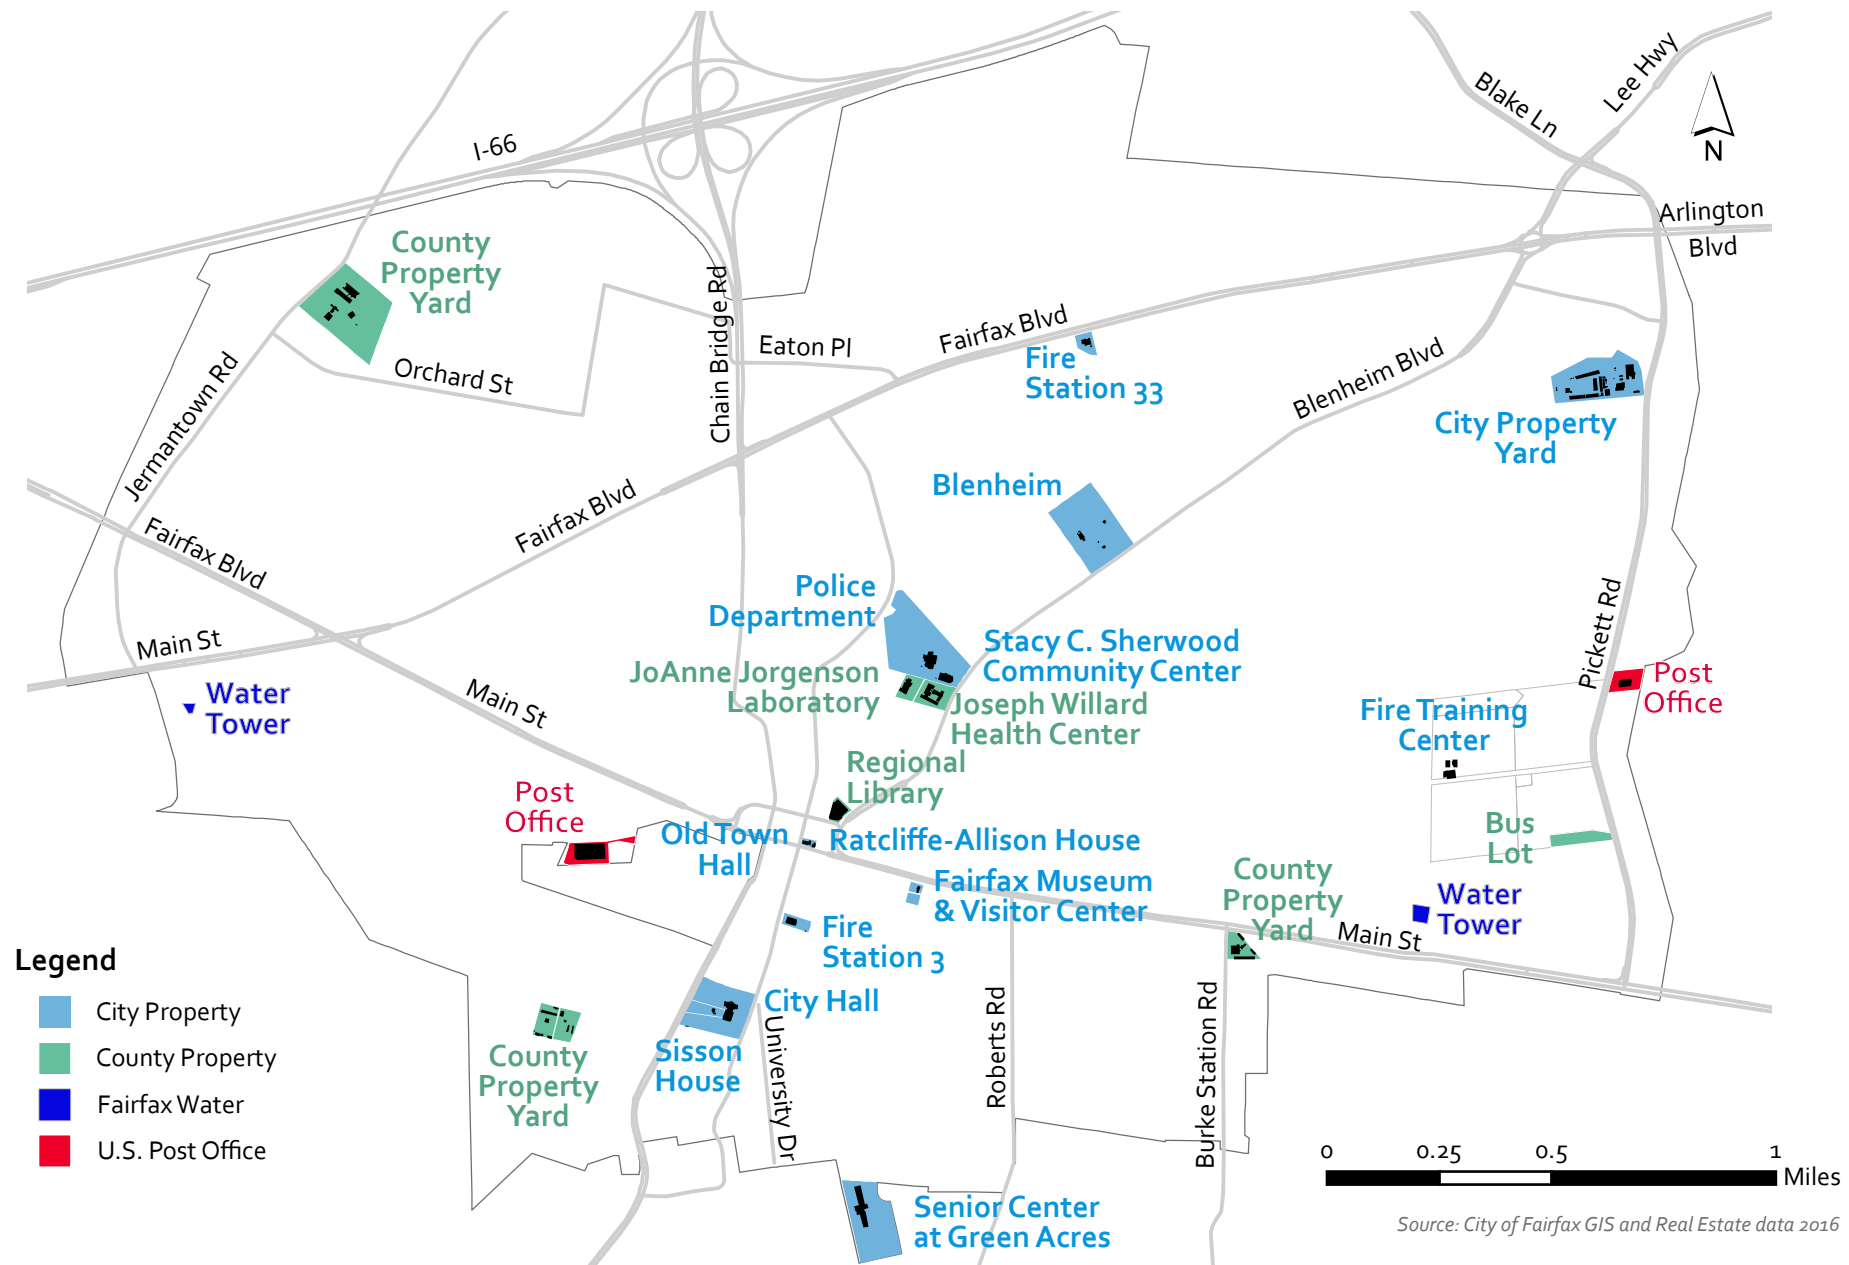 Blake Ln
Lee Hwy
N
I-66
Arlington
Blvd
County
Property
Yard
Chain Bridge Rd
Eaton Pl
Fairfax Blvd
Fire
Station 33
Orchard St
Jermantown Rd
Blenheim Blvd
City Property
Yard
Blenheim
Fairfax Blvd
Fairfax Blvd
Police
Department
Stacy C. Sherwood
Community Center
Pickett Rd
Main St
JoAnne Jorgenson
Laboratory
Joseph Willard
Health Center
Post
Office
Water
Tower
Main St
Fire Training
Center
Regional
Library
Post
Office
Old Town
Hall
Ratcliffe-Allison House
Bus
Lot
County
Property
Yard
Fairfax Museum
& Visitor Center
Water
Tower
Main St
Fire
Station 3
City Hall
Sisson
House
University Dr
Roberts Rd
Burke Station Rd
County
Property
Yard
Senior Center
at Green Acres
Legend
City Property
County Property
Fairfax Water
U.S. Post Office
0 0.25 0.5 1
Miles
Source: City of Fairfax GIS and Real Estate data 2016